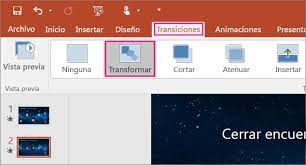 Archivo Inicio Insertar Diseño Transiciones Animaciones Presenta
Vista previa
Ninguna Transformar Cortar Atenuar Insertar
Vista previa
1
2
Cerrar encue